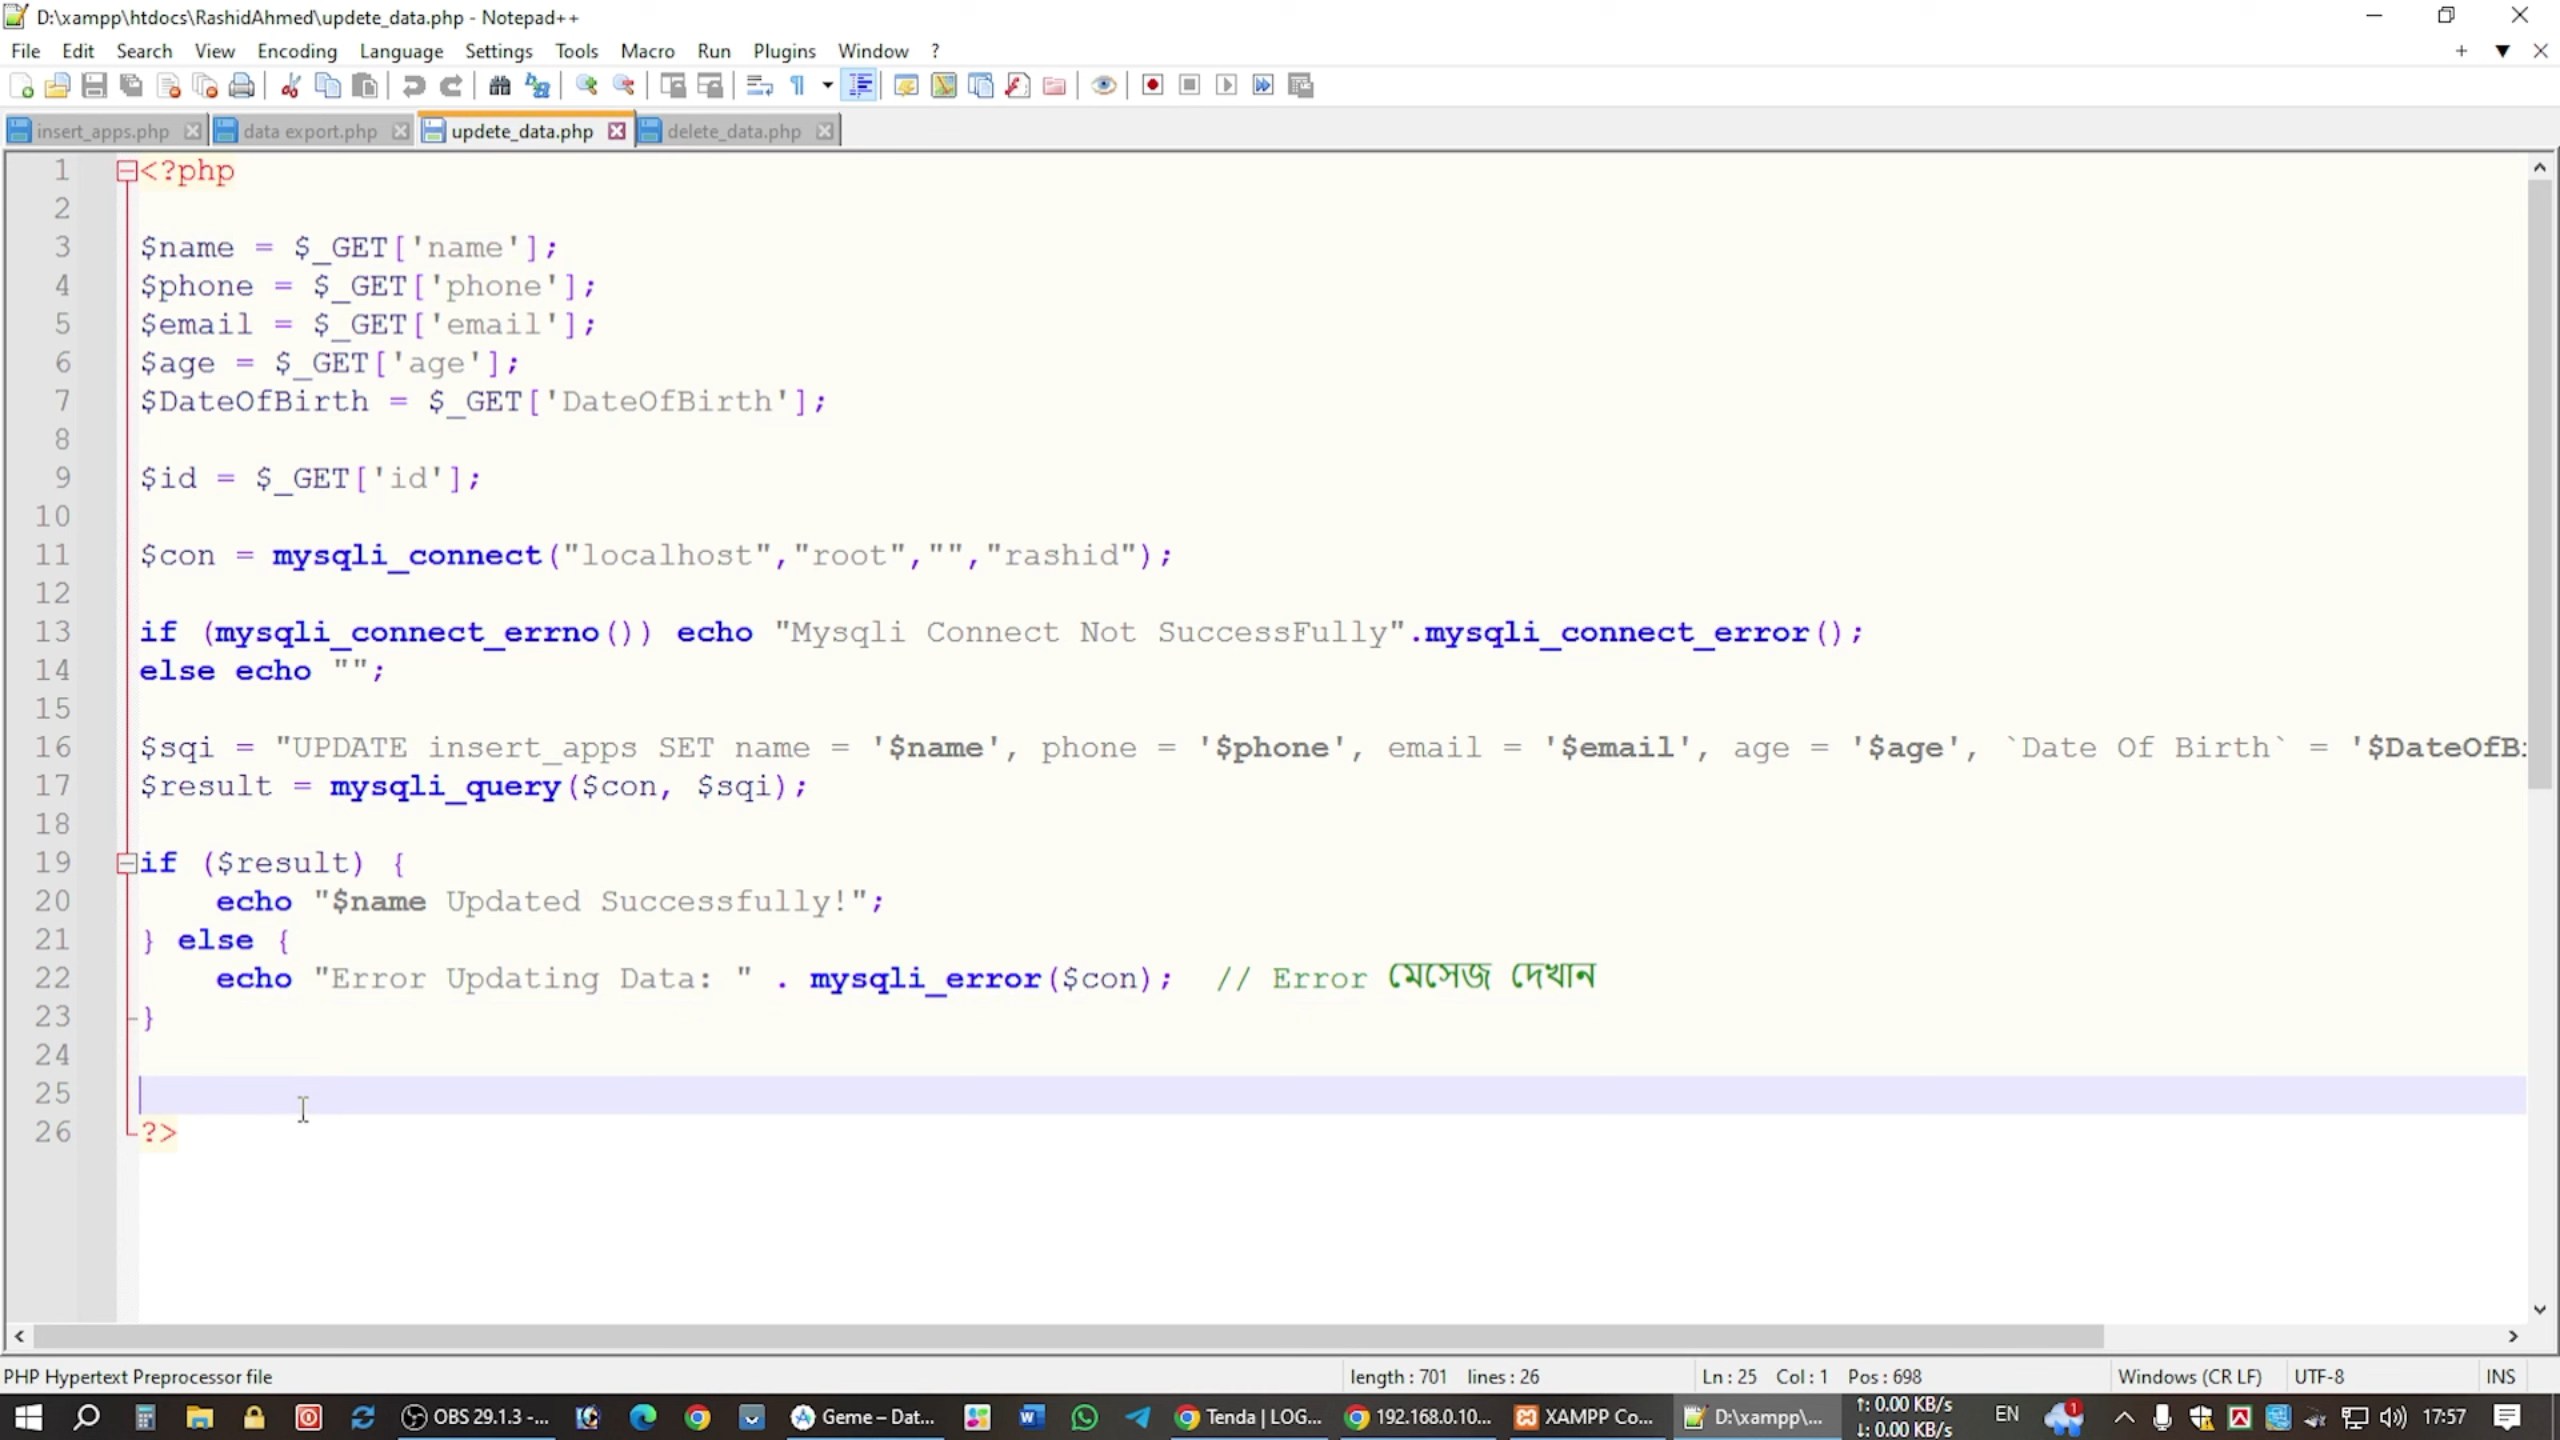 D:\xampp\htdocs\RashidAhmed\updete_data.php - Notepad++
File Edit Search View Encoding Language Settings Tools Macro Run Plugins Window ?
insert_apps.php data export.php updete_data.php delete_data.php
1 <?php
2
3 $name = $_GET['name'];
4 $phone = $_GET['phone'];
5 $email = $_GET['email'];
6 $age = $_GET['age'];
7 $DateOfBirth = $_GET['DateOfBirth'];
8
9 $id = $_GET['id'];
10
11 $con = mysqli_connect("localhost","root","","rashid");
12
13 if (mysqli_connect_errno()) echo "Mysqli Connect Not SuccessFully".mysqli_connect_error();
14 else echo "";
15
16 $sqi = "UPDATE insert_apps SET name = '$name', phone = '$phone', email = '$email', age = '$age', `Date Of Birth` = '$DateOfB
17 $result = mysqli_query($con, $sqi);
18
19 if ($result) {
20 echo "$name Updated Successfully!";
21 } else {
22 echo "Error Updating Data: " . mysqli_error($con); // Error মেসেজ দেখান
23 }
24
25
26 ?>
PHP Hypertext Preprocessor file length : 701 lines : 26 Ln : 25 Col : 1 Pos : 698 Windows (CR LF) UTF-8 INS
OBS 29.1.3 -... Geme – Dat... Tenda | LOG... 192.168.0.10... XAMPP Co... D:\xampp\... ↑: 0.00 KB/s EN 1 17:57
↓: 0.00 KB/s